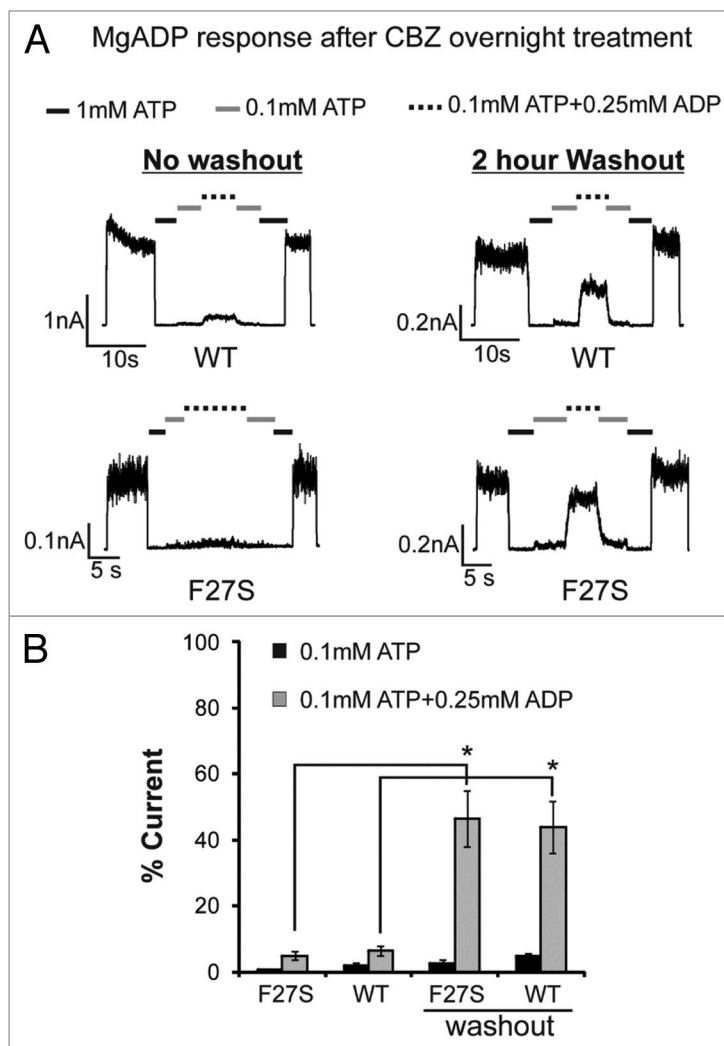 A MgADP response after CBZ overnight treatment
1mM ATP 0.1mM ATP 0.1mM ATP+0.25mM ADP
No washout 2 hour Washout
1nA 0.2nA
10s 10s
WT WT
0.1nA 0.2nA
5 s 5 s
F27S F27S
B
100
0.1mM ATP
0.1mM ATP+0.25mM ADP
80
60
40
20
0
% Current
* *
F27S WT F27S WT
washout